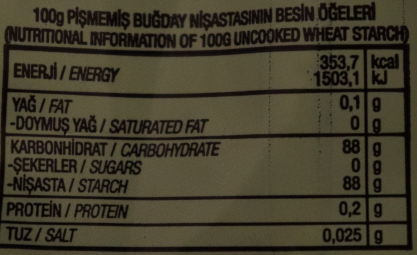 100g PİŞMEMİŞ BUĞDAY NİŞASTASININ BESİN ÖĞELERİ
(NUTRITIONAL INFORMATION OF 100G UNCOOKED WHEAT STARCH)
ENERJİ / ENERGY 353,7 kcal
1503,1 kJ
YAĞ / FAT 0,1 g
-DOYMUŞ YAĞ / SATURATED FAT 0 g
KARBONHİDRAT / CARBOHYDRATE 88 g
-ŞEKERLER / SUGARS 0 g
-NİŞASTA / STARCH 88 g
PROTEİN / PROTEIN 0,2 g
TUZ / SALT 0,025 g